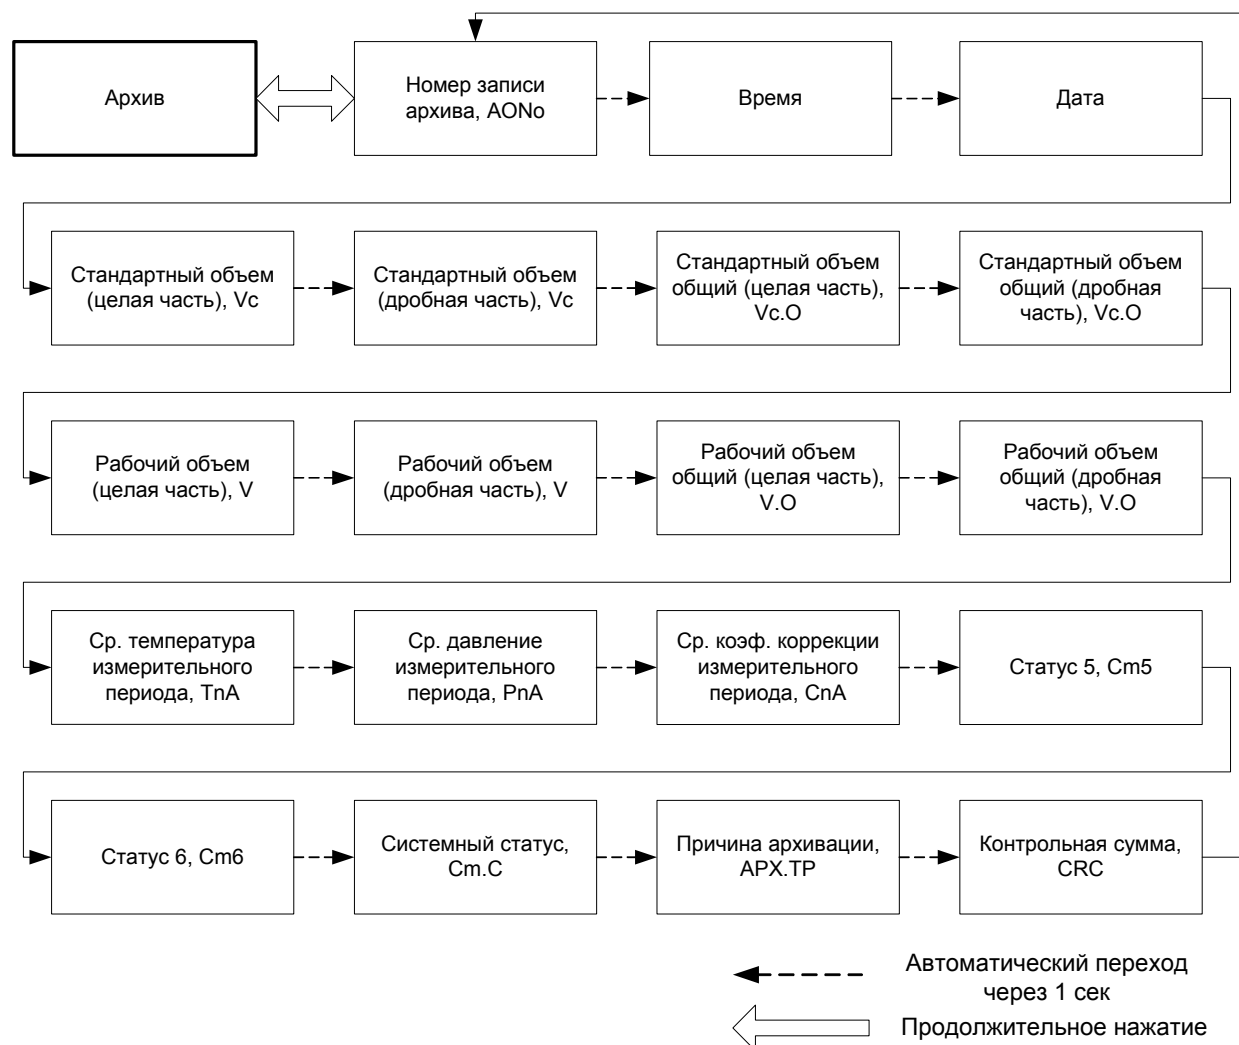 Архив
Номер записи
архива, AONo
Время
Дата
Стандартный объем
(целая часть), Vc
Стандартный объем
(дробная часть), Vc
Стандартный объем
общий (целая часть),
Vc.O
Стандартный объем
общий (дробная
часть), Vc.O
Рабочий объем
(целая часть), V
Рабочий объем
(дробная часть), V
Рабочий объем
общий (целая часть),
V.O
Рабочий объем
общий (дробная
часть), V.O
Ср. температура
измерительного
периода, TnA
Ср. давление
измерительного
периода, PnA
Ср. коэф. коррекции
измерительного
периода, CnA
Статус 5, Cm5
Статус 6, Cm6
Системный статус,
Cm.C
Причина архивации,
APX.TP
Контрольная сумма,
CRC
Автоматический переход
через 1 сек
Продолжительное нажатие